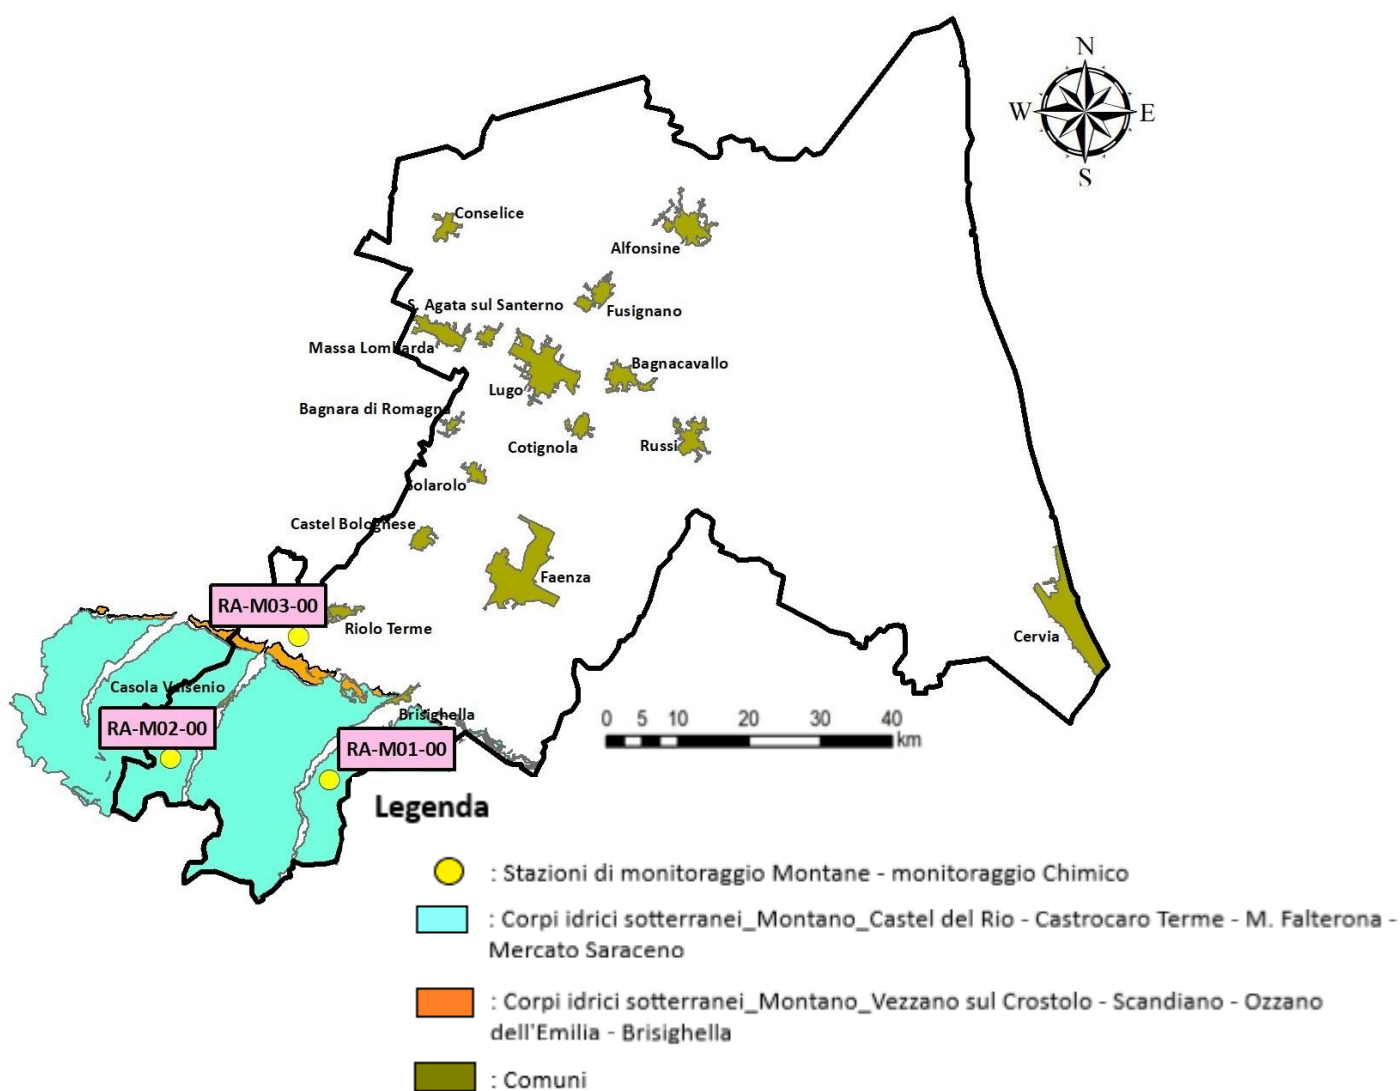 N
W
E
S
Conselice
Alfonsine
S. Agata sul Santerno
Fusignano
Massa Lombarda
Bagnacavallo
Lugo
Bagnara di Romagna
Cotignola
Russi
Solarolo
Castel Bolognese
Faenza
RA-M03-00
Riolo Terme
Cervia
Casola Valsenio
Brisighella
RA-M02-00
RA-M01-00
0 5 10 20 30 40
km
Legenda
: Stazioni di monitoraggio Montane - monitoraggio Chimico
: Corpi idrici sotterranei_Montano_Castel del Rio - Castrocaro Terme - M. Falterona -
Mercato Saraceno
: Corpi idrici sotterranei_Montano_Vezzano sul Crostolo - Scandiano - Ozzano
dell'Emilia - Brisighella
: Comuni